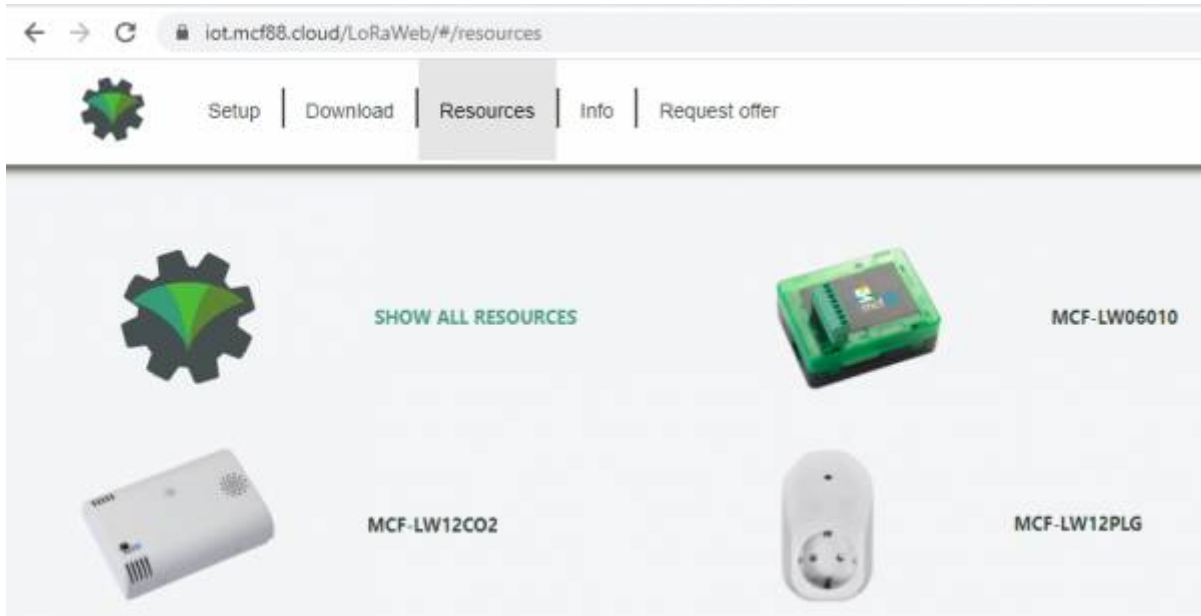 iot.mcf88.cloud/LoRaWeb/#/resources
Setup Download Resources Info Request offer
SHOW ALL RESOURCES
MCF-LW06010
MCF-LW12CO2
MCF-LW12PLG